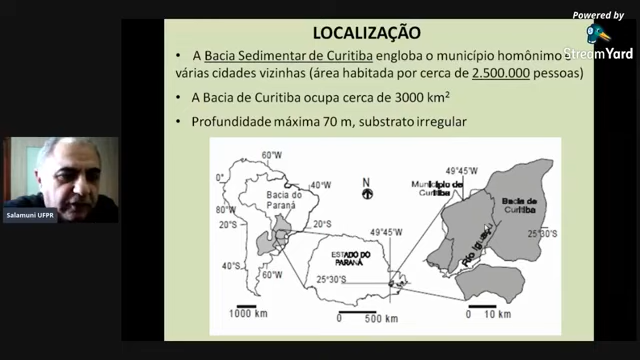 Powered by
StreamYard
LOCALIZAÇÃO
• A Bacia Sedimentar de Curitiba engloba o município homônimo e
várias cidades vizinhas (área habitada por cerca de 2.500.000 pessoas)
• A Bacia de Curitiba ocupa cerca de 3000 km²
• Profundidade máxima 70 m, substrato irregular
Salamuni UFPR
60°W
0°
40°W
Bacia do
Paraná
80°W
20°S
20°S
40°S
60°W
1000 km
N
49°45'W
ESTADO DO
PARANÁ
25°30'S
0 500 km
49°45'W
Município de
Curitiba
Bacia de
Curitiba
Rio Iguaçu
25°30'S
0 10 km